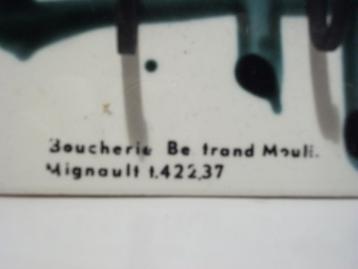 Boucherie Be trand Mouli.
Mignault t.422,37